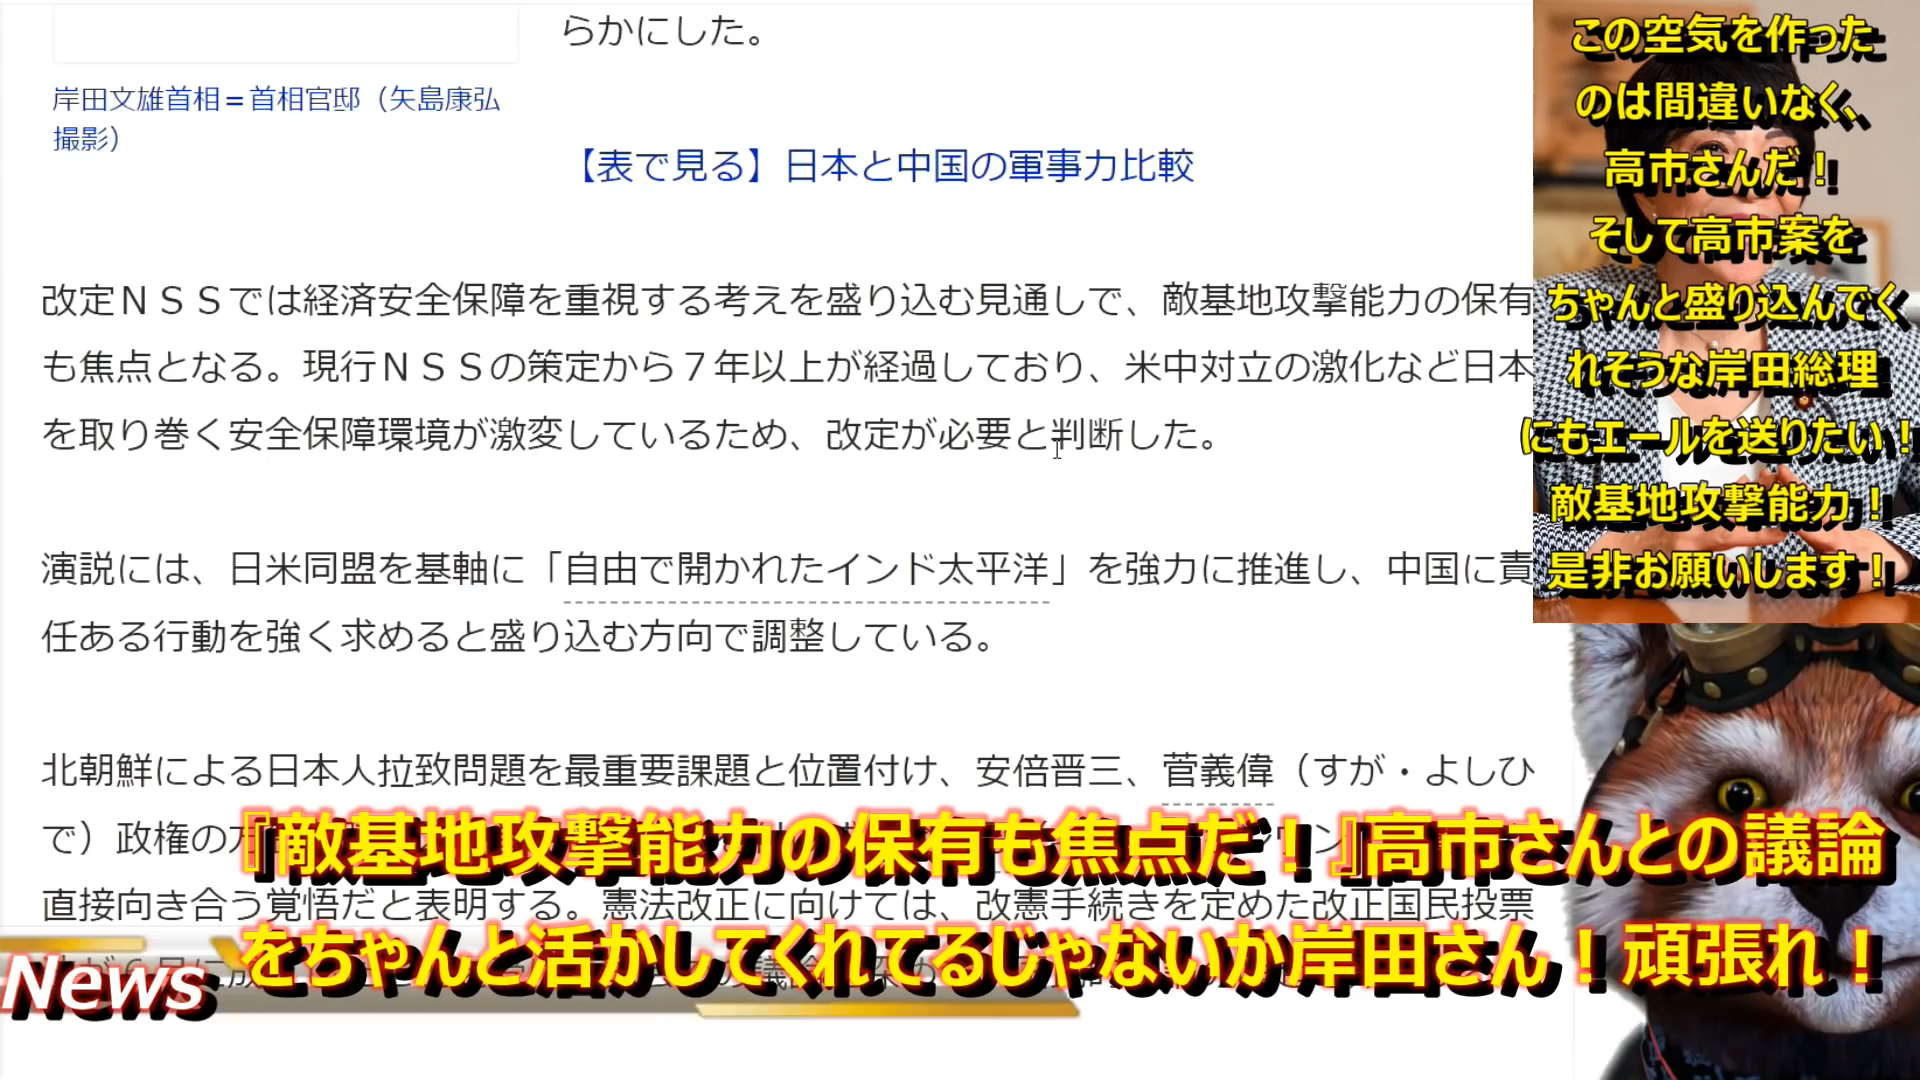 らかにした。
岸田文雄首相＝首相官邸（矢島康弘
撮影）
【表で見る】日本と中国の軍事力比較
改定ＮＳＳでは経済安全保障を重視する考えを盛り込む見通しで、敵基地攻撃能力の保有
も焦点となる。現行ＮＳＳの策定から７年以上が経過しており、米中対立の激化など日本
を取り巻く安全保障環境が激変しているため、改定が必要と判断した。
演説には、日米同盟を基軸に「自由で開かれたインド太平洋」を強力に推進し、中国に責
任ある行動を強く求めると盛り込む方向で調整している。
北朝鮮による日本人拉致問題を最重要課題と位置付け、安倍晋三、菅義偉（すが・よしひ
で）政権の方
直接向き合う覚悟だと表明する。憲法改正に向けては、改憲手続きを定めた改正国民投票
この空気を作った
のは間違いなく、
高市さんだ！
そして高市案を
ちゃんと盛り込んでく
れそうな岸田総理
にもエールを送りたい！
敵基地攻撃能力！
是非お願いします！
『敵基地攻撃能力の保有も焦点だ！』高市さんとの議論
をちゃんと活かしてくれてるじゃないか岸田さん！頑張れ！
News